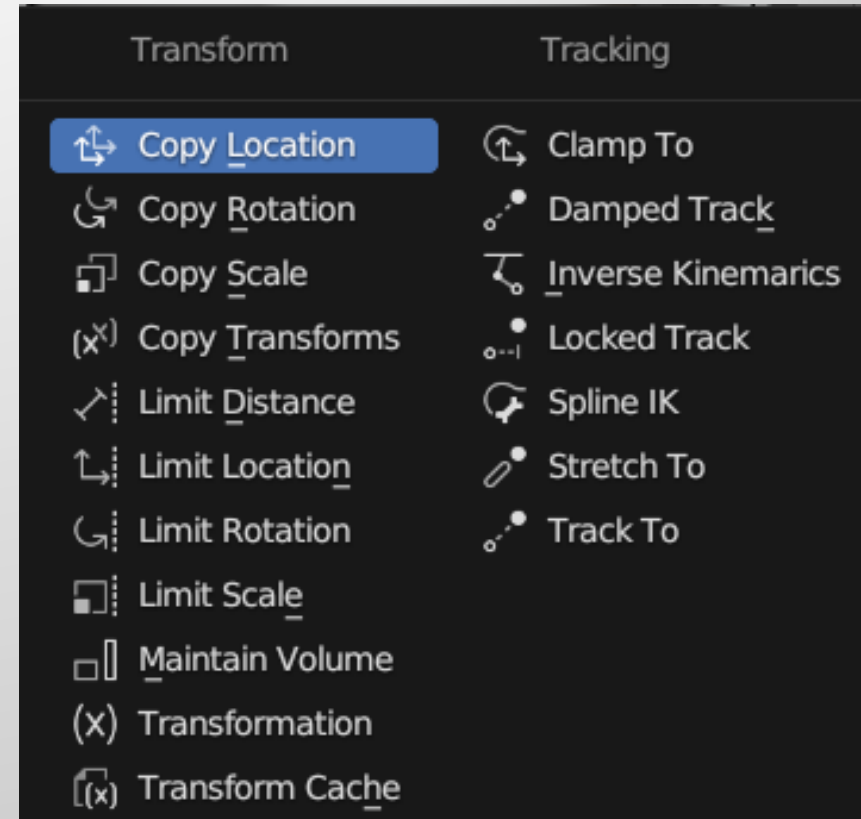 Transform
Copy Location
Copy Rotation
Copy Scale
Copy Transforms
Limit Distance
Limit Location
Limit Rotation
Limit Scale
Maintain Volume
Transformation
Transform Cache
Tracking
Clamp To
Damped Track
Inverse Kinemarics
Locked Track
Spline IK
Stretch To
Track To